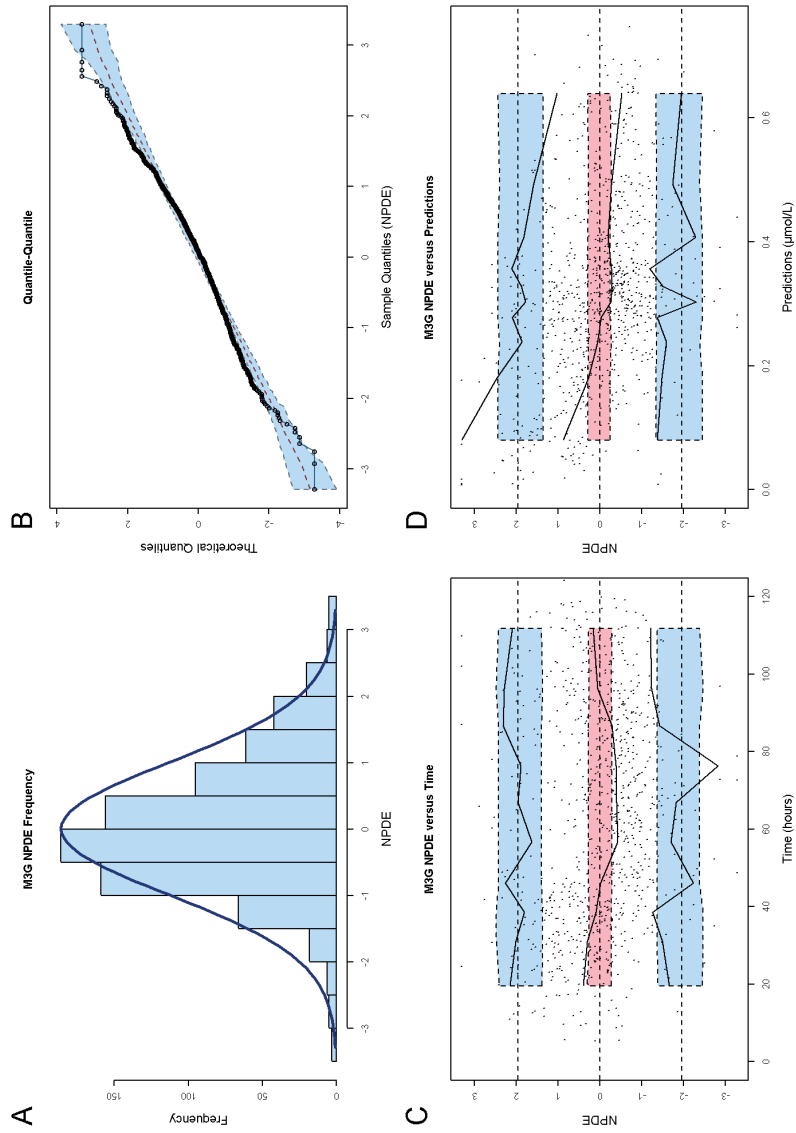 A
M3G NPDE Frequency
Frequency
150
100
50
0
-3 -2 -1 0 1 2 3
NPDE
B
Quantile-Quantile
Theoretical Quantiles
4
2
0
-2
-4
-3 -2 -1 0 1 2 3
Sample Quantiles (NPDE)
C
M3G NPDE versus Time
NPDE
3
2
1
0
-1
-2
-3
0 20 40 60 80 100 120
Time (hours)
D
M3G NPDE versus Predictions
NPDE
3
2
1
0
-1
-2
-3
0.0 0.2 0.4 0.6
Predictions (μmol/L)